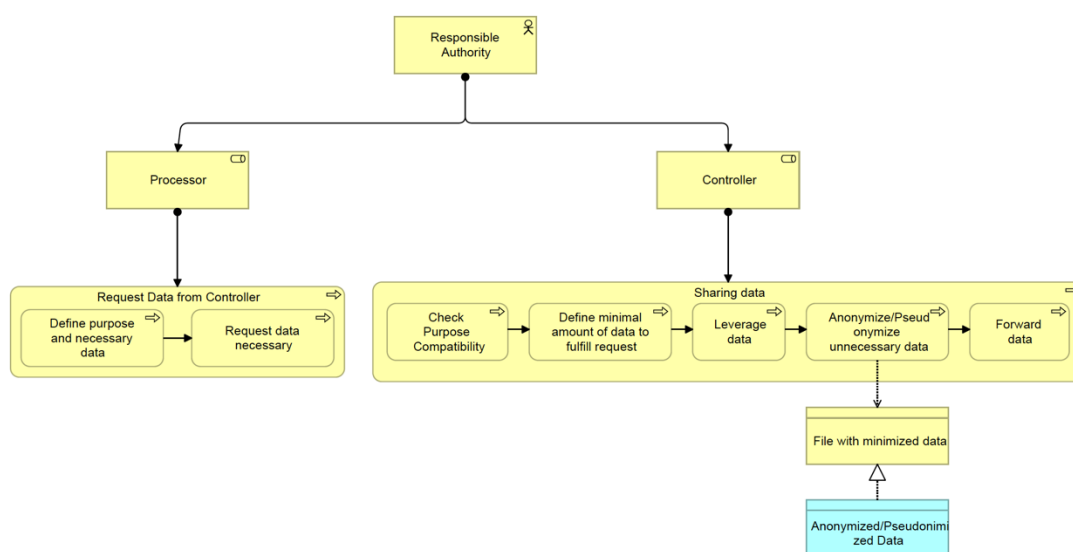 Responsible
Authority
Processor
Controller
Request Data from Controller
Define purpose
and necessary
data
Request data
necessary
Sharing data
Check
Purpose
Compatibility
Define minimal
amount of data to
fulfill request
Leverage
data
Anonymize/Pseud
onymize
unnecessary data
Forward
data
File with minimized data
Anonymized/Pseudonimi
zed Data